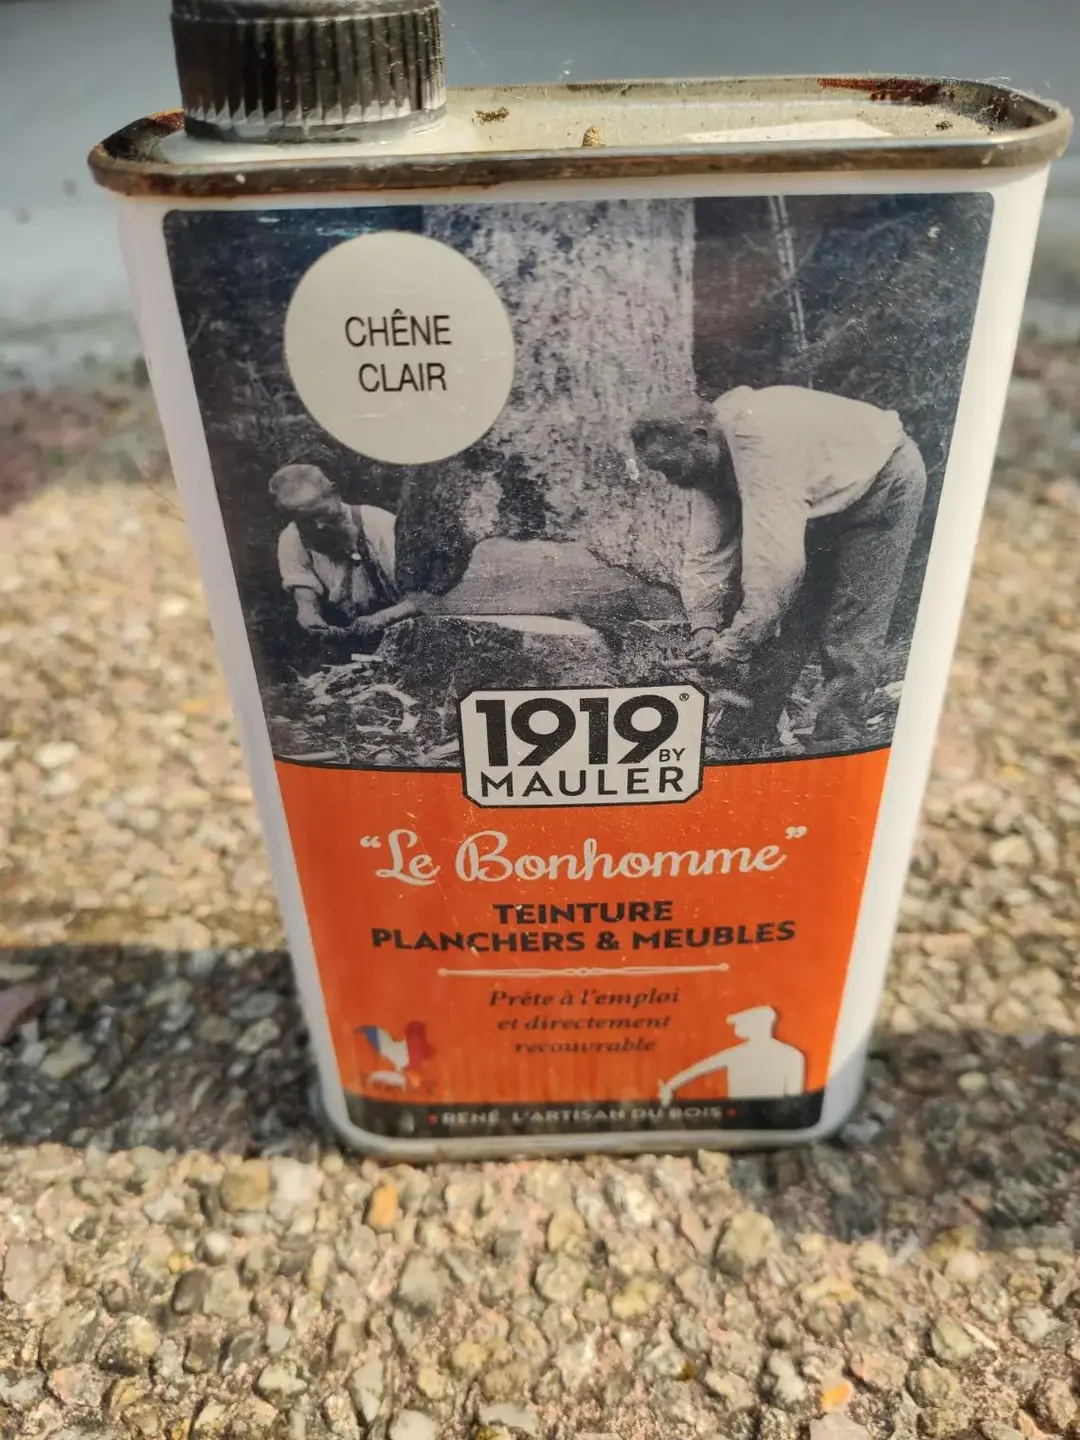 CHÊNE
CLAIR
1919®
BY
MAULER
"Le Bonhomme"
TEINTURE
PLANCHERS & MEUBLES
Prête à l'emploi
et directement
recouvrable
• RENÉ, L'ARTISAN DU BOIS •